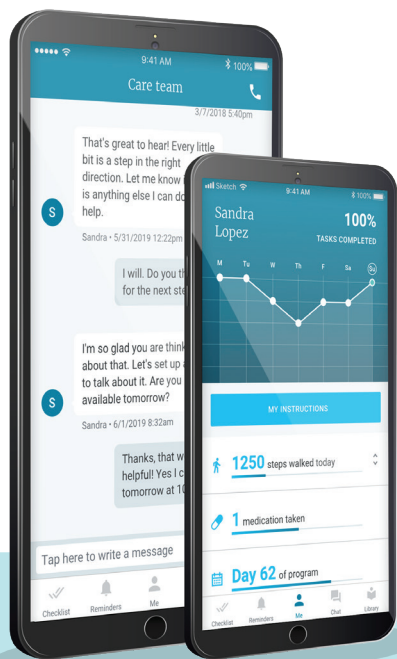 9:41 AM
100%
Care team
3/7/2018 5:40pm
That's great to hear! Every little
bit is a step in the right
direction. Let me know
is anything else I can do
help.
S
Sandra • 5/31/2019 12:22pm
I will. Do you
for the next
I'm so glad you are
about that. Let's set up
to talk about it. Are you
available tomorrow?
S
Sandra • 6/1/2019 8:32am
Thanks, that
helpful! Yes I
tomorrow at
Tap here to write a message
Checklist
Reminders
Me
Sketch
9:41 AM
100%
Sandra
Lopez
100%
TASKS COMPLETED
M Tu W Th F Sa Su
MY INSTRUCTIONS
1250 steps walked today
1 medication taken
Day 62 of program
Checklist
Reminders
Me
Chat
Library